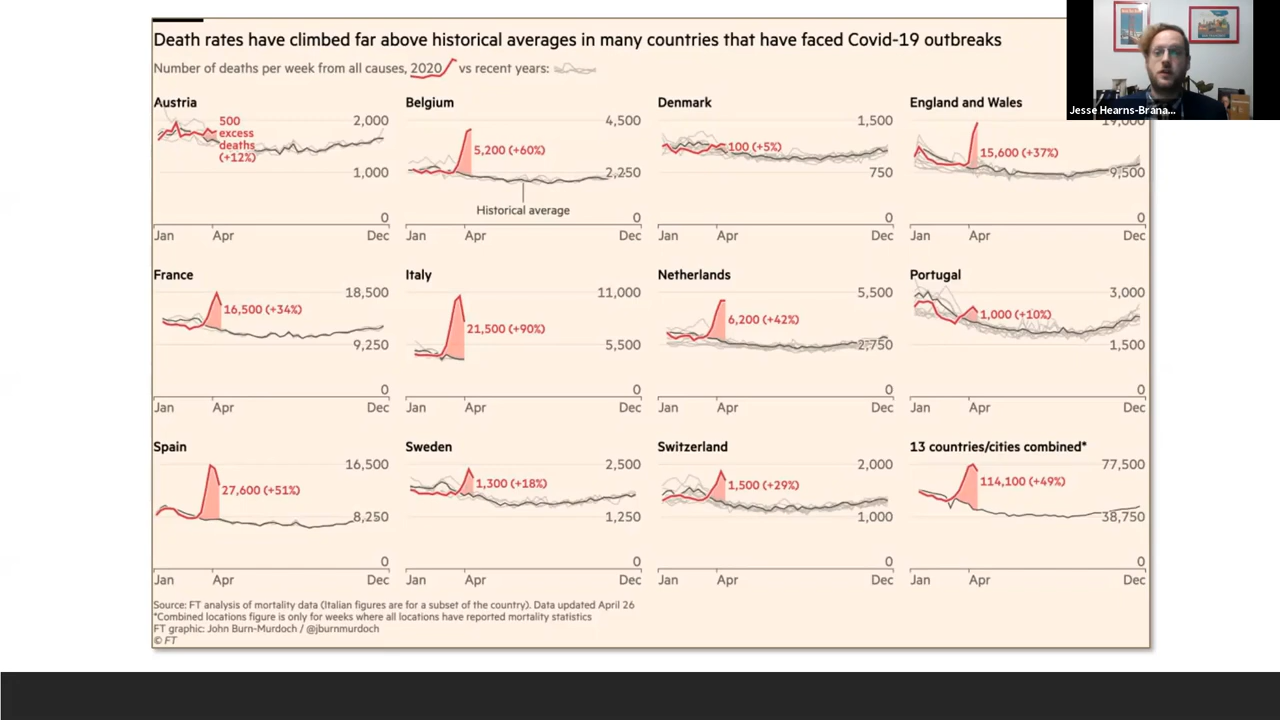 Death rates have climbed far above historical averages in many countries that have faced Covid-19 outbreaks
Number of deaths per week from all causes, 2020 vs recent years:
Jesse Hearns-Brana...
Austria
500
excess
deaths
(+12%)
2,000
1,000
0
Jan Apr Dec
Belgium
4,500
5,200 (+60%)
2,250
Historical average
0
Jan Apr Dec
Denmark
1,500
100 (+5%)
750
0
Jan Apr Dec
England and Wales
19,000
15,600 (+37%)
9,500
0
Jan Apr Dec
France
18,500
16,500 (+34%)
9,250
0
Jan Apr Dec
Italy
11,000
21,500 (+90%)
5,500
0
Jan Apr Dec
Netherlands
5,500
6,200 (+42%)
2,750
0
Jan Apr Dec
Portugal
3,000
1,000 (+10%)
1,500
0
Jan Apr Dec
Spain
16,500
27,600 (+51%)
8,250
0
Jan Apr Dec
Sweden
2,500
1,300 (+18%)
1,250
0
Jan Apr Dec
Switzerland
2,000
1,500 (+29%)
1,000
0
Jan Apr Dec
13 countries/cities combined*
77,500
114,100 (+49%)
38,750
0
Jan Apr Dec
Source: FT analysis of mortality data (Italian figures are for a subset of the country). Data updated April 26
*Combined locations figure is only for weeks where all locations have reported mortality statistics
FT graphic: John Burn-Murdoch / @jburnmurdoch
© FT